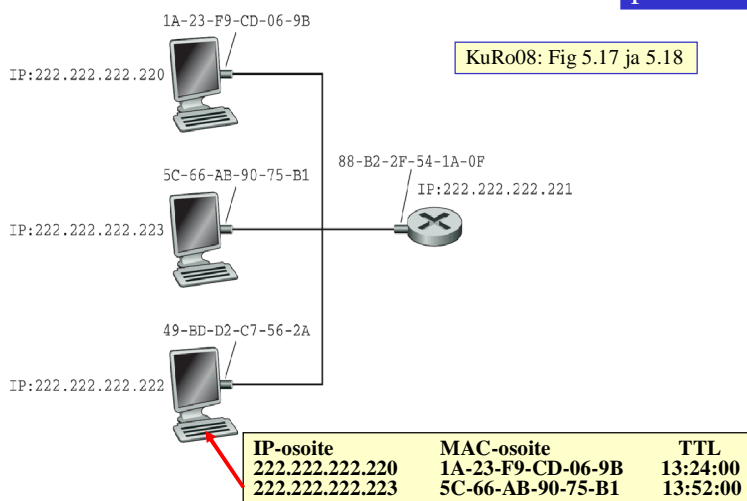 1A-23-F9-CD-06-9B
IP:222.222.222.220
KuRo08: Fig 5.17 ja 5.18
88-B2-2F-54-1A-0F
IP:222.222.222.221
5C-66-AB-90-75-B1
IP:222.222.222.223
49-BD-D2-C7-56-2A
IP:222.222.222.222
IP-osoite MAC-osoite TTL
222.222.222.220 1A-23-F9-CD-06-9B 13:24:00
222.222.222.223 5C-66-AB-90-75-B1 13:52:00